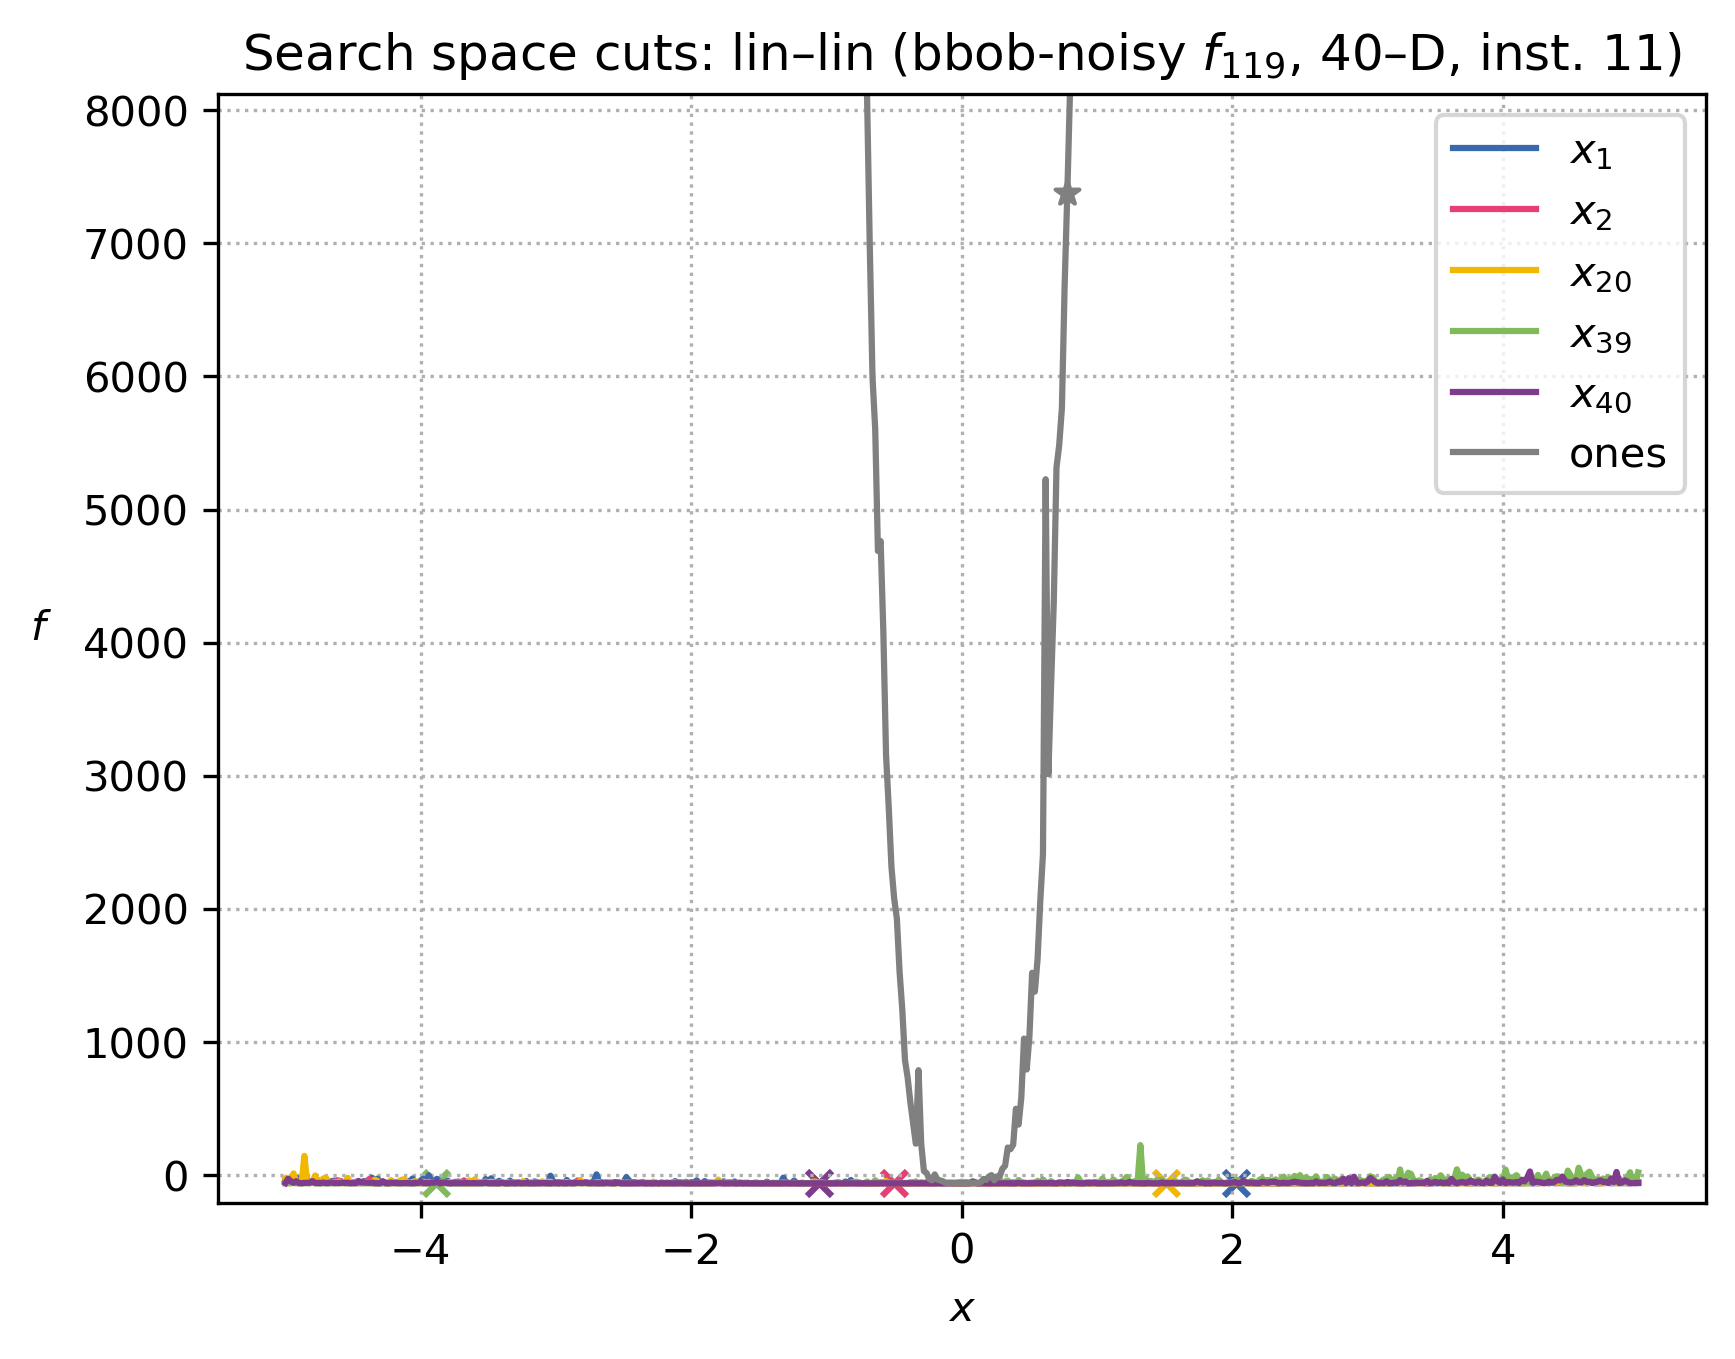 Search space cuts: lin–lin (bbob-noisy f₁₁₉, 40–D, inst. 11)
8000
7000
6000
5000
4000
3000
2000
1000
0
f
−4
−2
0
2
4
x
x₁
x₂
x₂₀
x₃₉
x₄₀
ones